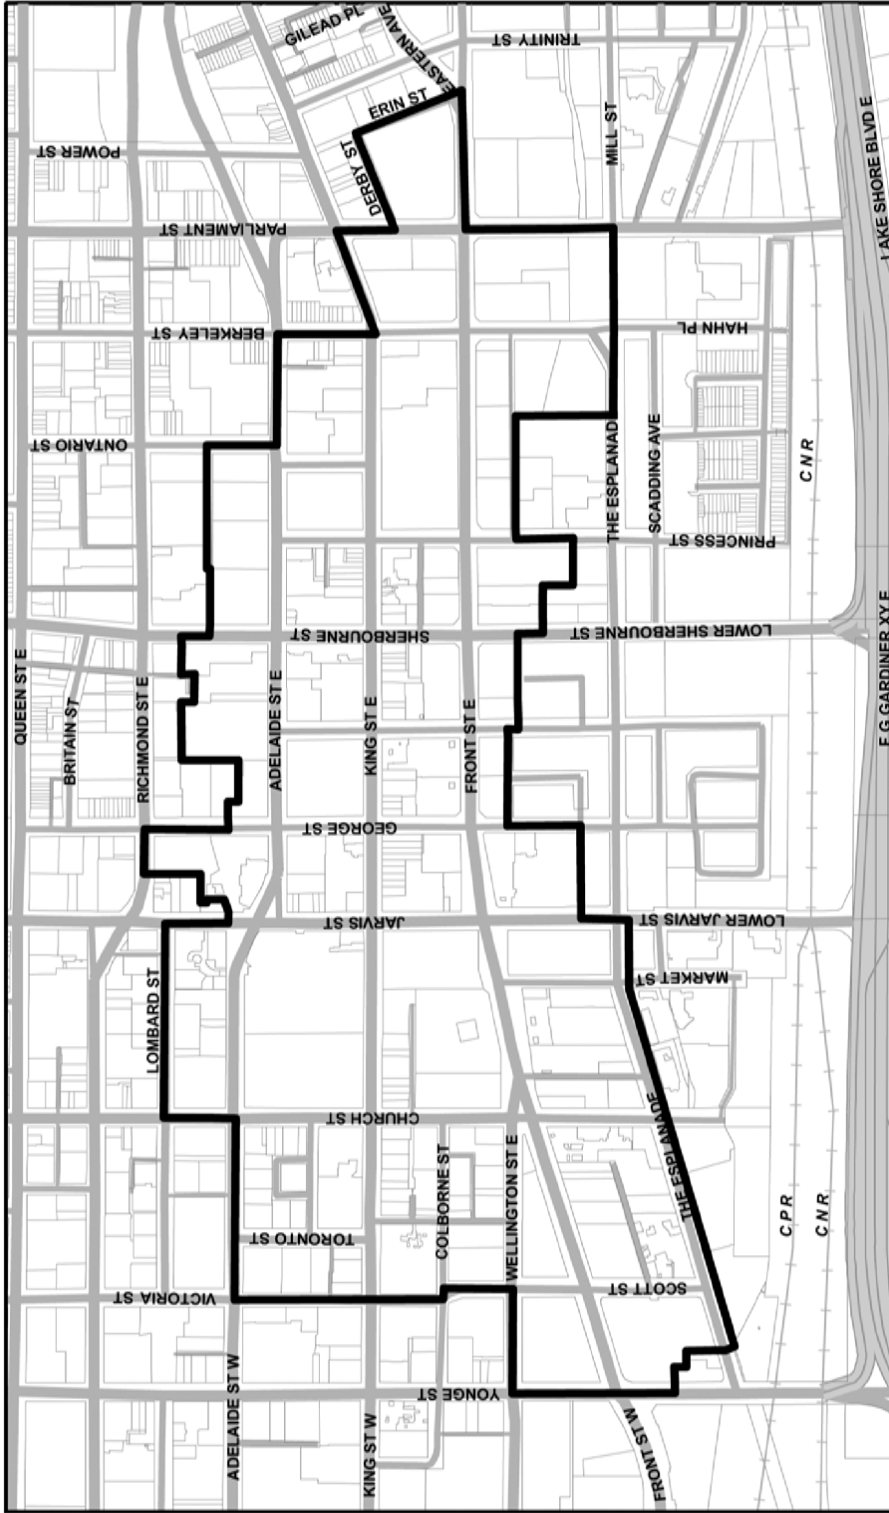 GILEAD PL
EASTERN AVE
TRINITY ST
ERIN ST
MILL ST
LAKE SHORE BLVD E
POWER ST
DERBY ST
PARLIAMENT ST
BERKELEY ST
HAHN PL
ONTARIO ST
THE ESPLANAD
SCADDING AVE
CNR
PRINCESS ST
SHERBOURNE ST
LOWER SHERBOURNE ST
QUEEN ST E
BRITAIN ST
RICHMOND ST E
ADELAIDE ST E
KING ST E
FRONT ST E
F G GARDINER XY E
GEORGE ST
JARVIS ST
LOWER JARVIS ST
LOMBARD ST
MARKET ST
CHURCH ST
THE ESPLANADE
COLBORNE ST
WELLINGTON ST E
CPR
CNR
TORONTO ST
VICTORIA ST
SCOTT ST
YONGE ST
ADELAIDE ST W
KING ST W
FRONT ST W